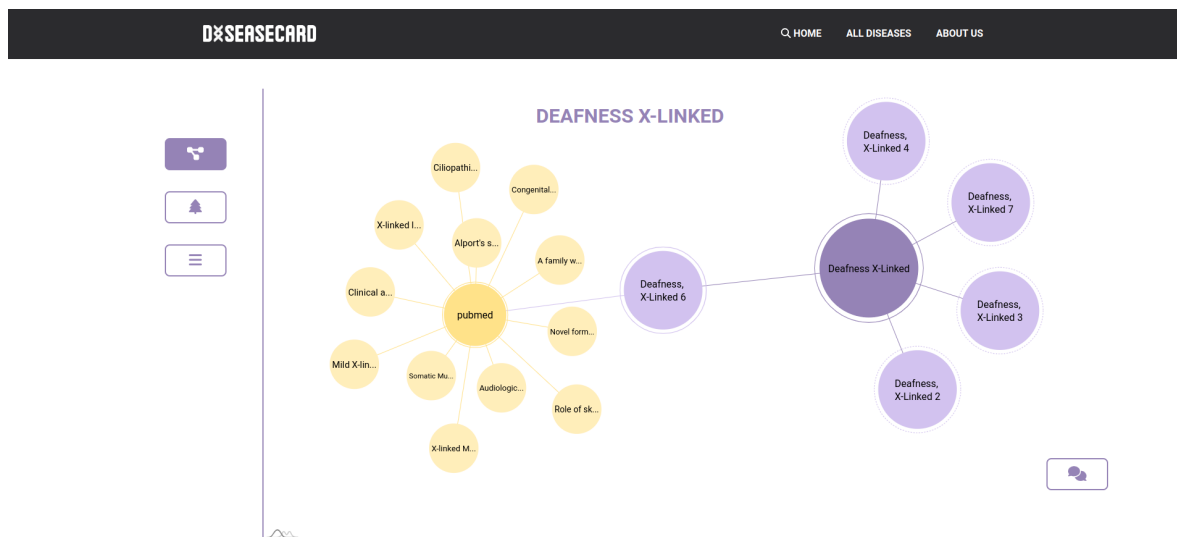 DISEASECARD
HOME ALL DISEASES ABOUT US
DEAFNESS X-LINKED
Deafness,
X-Linked 4
Ciliopathi...
Congenital...
Deafness,
X-Linked 7
X-linked l...
Alport's s...
A family w...
Deafness X-Linked
Deafness,
X-Linked 6
Clinical a...
pubmed
Deafness,
X-Linked 3
Novel form...
Mild X-lin...
Somatic Mu...
Audiologic...
Deafness,
X-Linked 2
Role of sk...
X-linked M...